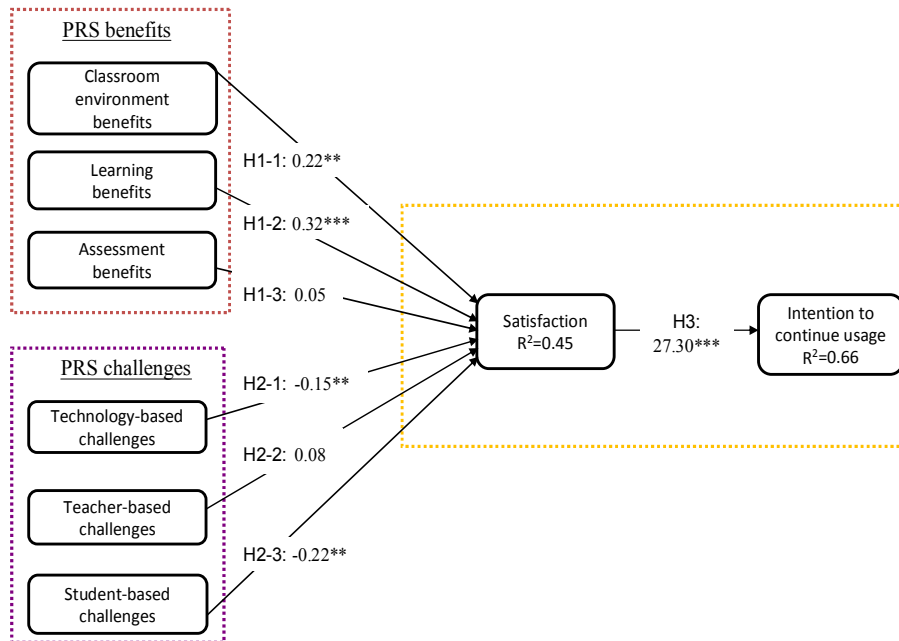 PRS benefits
Classroom
environment
benefits
Learning
benefits
Assessment
benefits
H1-1: 0.22**
H1-2: 0.32***
H1-3: 0.05
PRS challenges
Technology-based
challenges
Teacher-based
challenges
Student-based
challenges
H2-1: -0.15**
H2-2: 0.08
H2-3: -0.22**
Satisfaction
R²=0.45
H3:
27.30***
Intention to
continue usage
R²=0.66